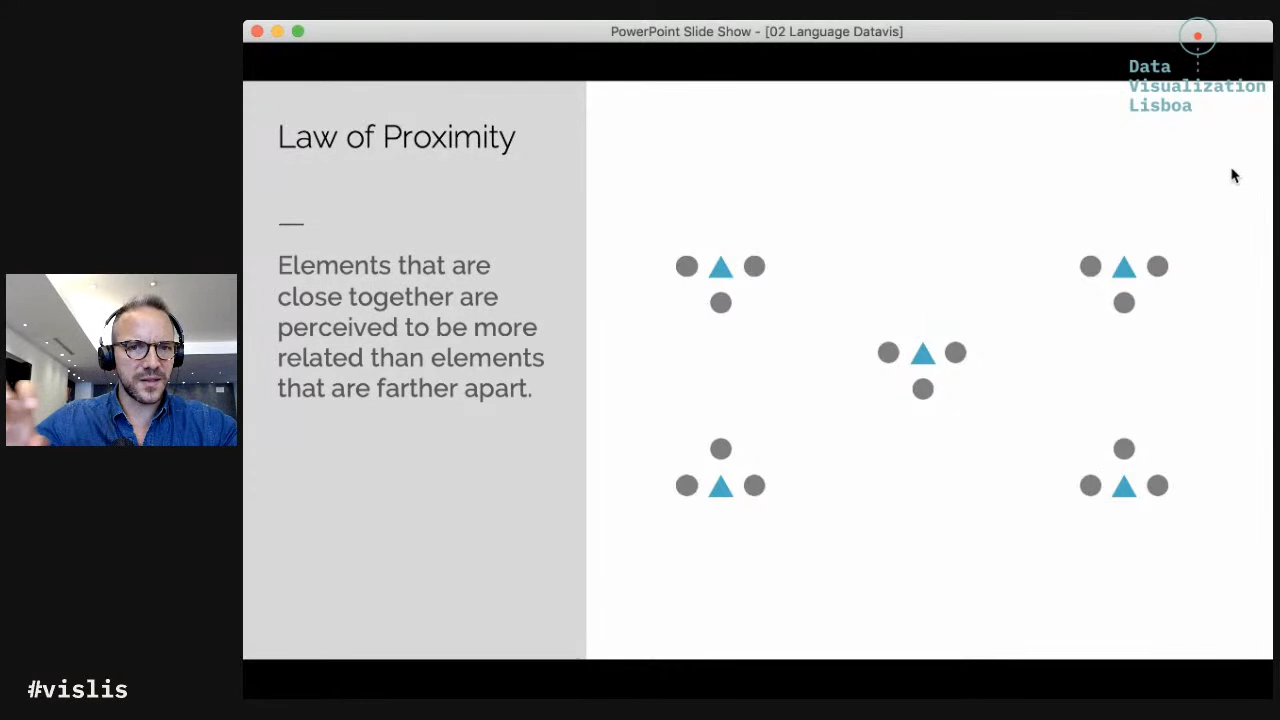 PowerPoint Slide Show - [02 Language Datavis]
Data
Visualization
Lisboa
Law of Proximity
Elements that are
close together are
perceived to be more
related than elements
that are farther apart.
#vislis